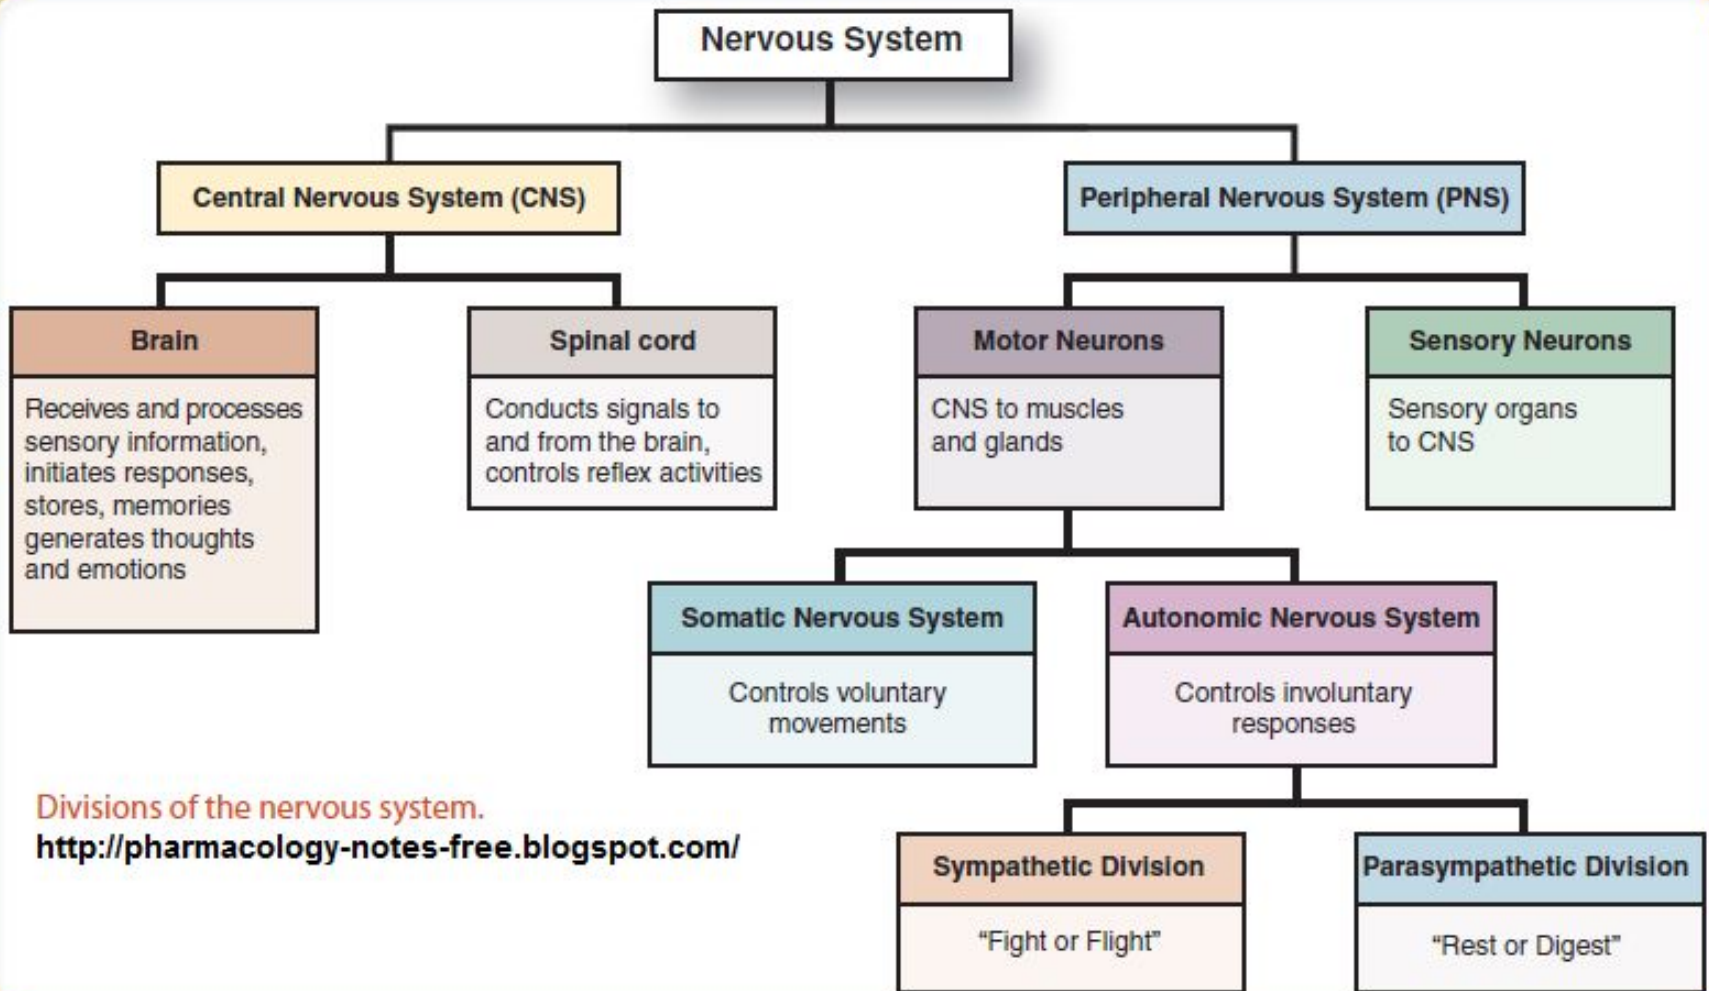 Nervous System
Central Nervous System (CNS)
Peripheral Nervous System (PNS)
Brain
Receives and processes
sensory information,
initiates responses,
stores, memories
generates thoughts
and emotions
Spinal cord
Conducts signals to
and from the brain,
controls reflex activities
Motor Neurons
CNS to muscles
and glands
Sensory Neurons
Sensory organs
to CNS
Somatic Nervous System
Controls voluntary
movements
Autonomic Nervous System
Controls involuntary
responses
Sympathetic Division
“Fight or Flight”
Parasympathetic Division
“Rest or Digest”
Divisions of the nervous system.
http://pharmacology-notes-free.blogspot.com/